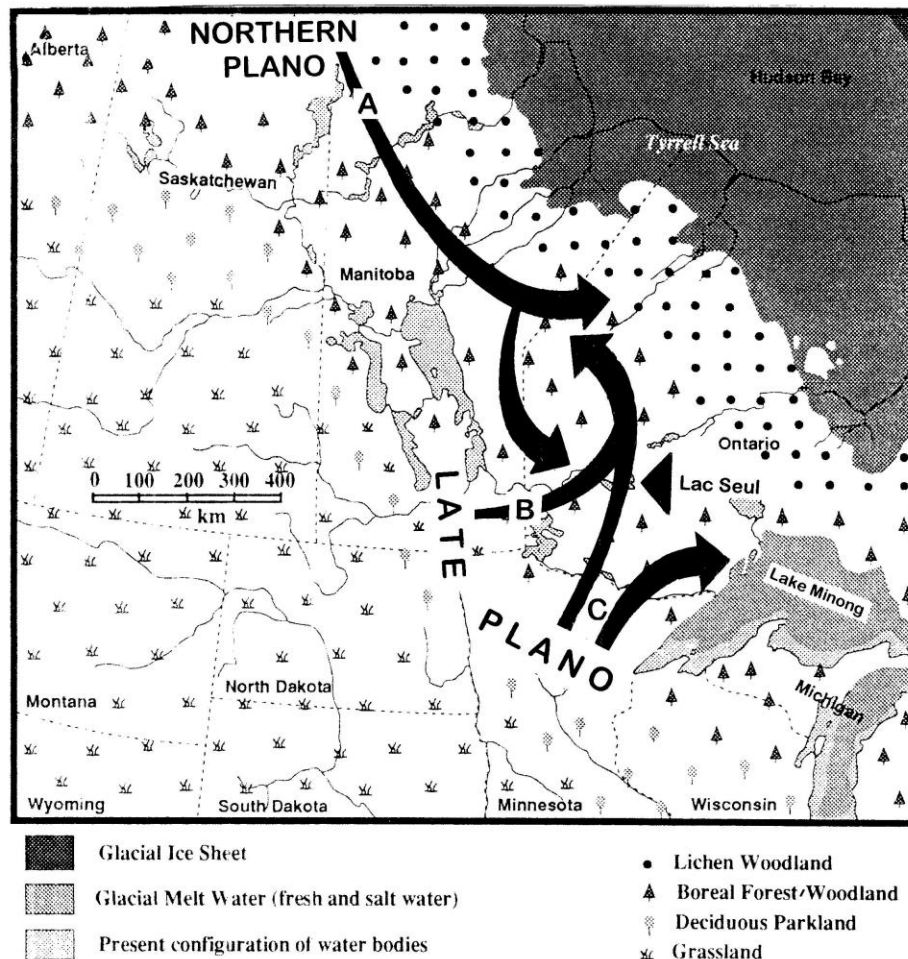 NORTHERN
PLANO
Alberta
Hudson Bay
A
Tyrrell Sea
Saskatchewan
Manitoba
Ontario
Lac Seul
0 100 200 300 400
km
B
LATE
Lake Minong
C
PLANO
Michigan
North Dakota
Montana
Wyoming
South Dakota
Minnesota
Wisconsin
Glacial Ice Sheet
Glacial Melt Water (fresh and salt water)
Present configuration of water bodies
Lichen Woodland
Boreal Forest/Woodland
Deciduous Parkland
Grassland